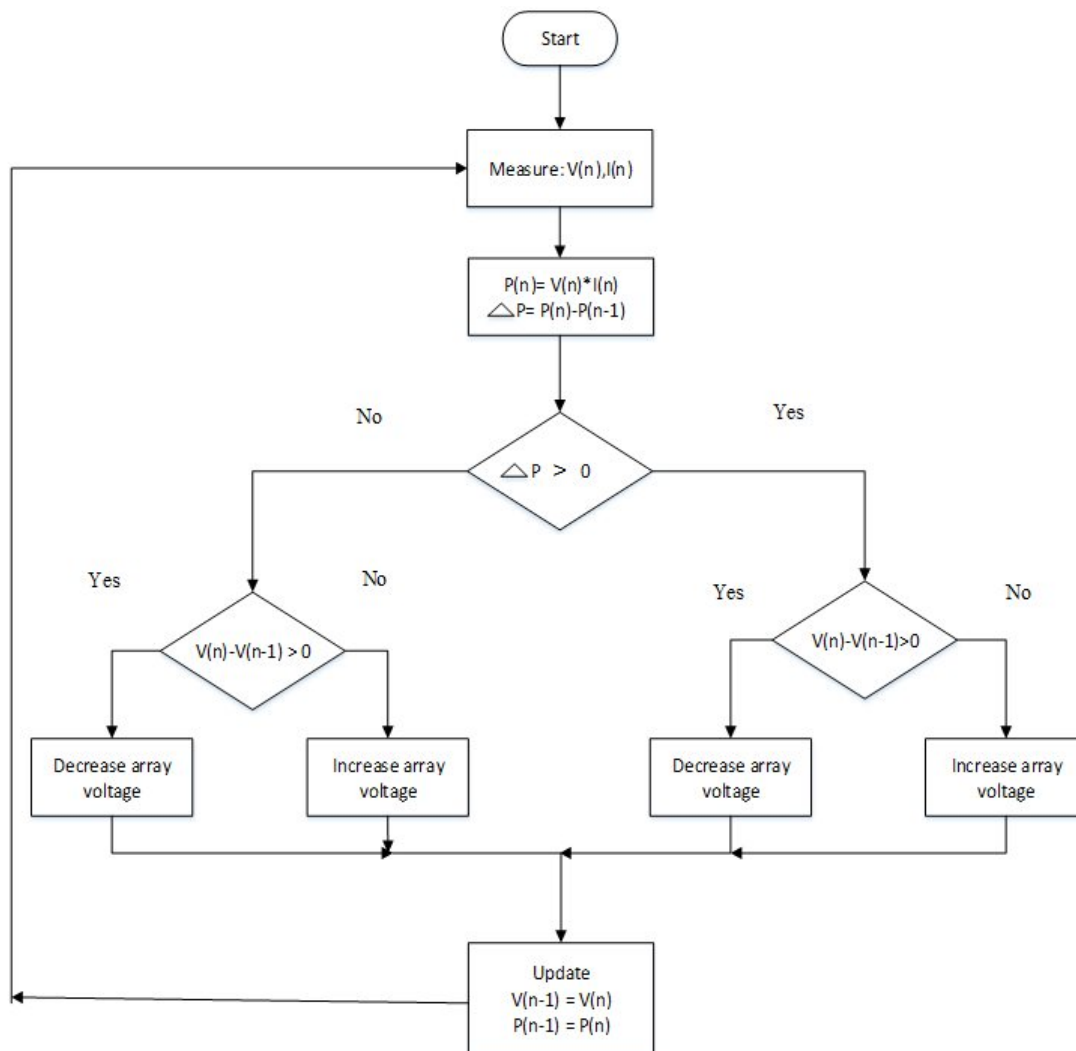 Start
Measure: V(n),I(n)
P(n)= V(n)*I(n)
△P= P(n)-P(n-1)
No
Yes
△P > 0
Yes
No
Yes
No
V(n)-V(n-1) > 0
V(n)-V(n-1)>0
Decrease array
voltage
Increase array
voltage
Decrease array
voltage
Increase array
voltage
Update
V(n-1) = V(n)
P(n-1) = P(n)